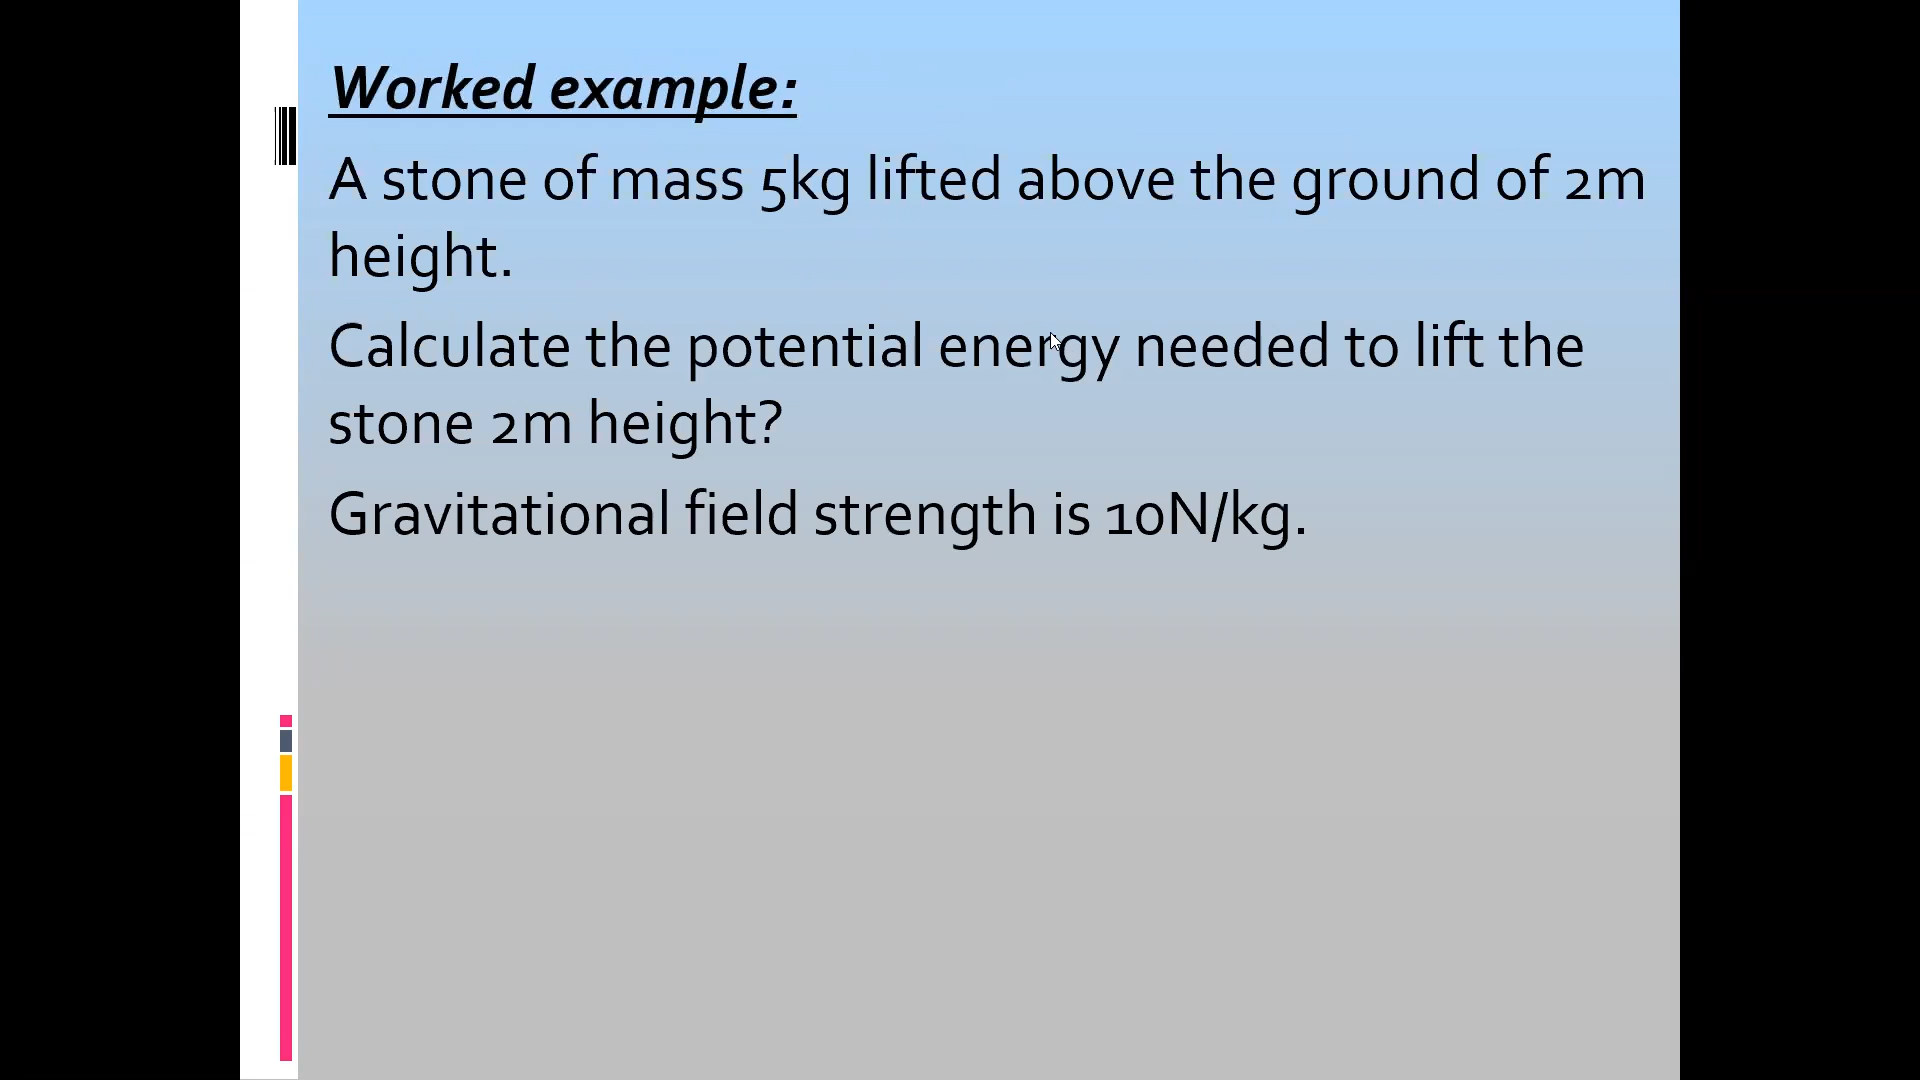 Worked example:
A stone of mass 5kg lifted above the ground of 2m
height.
Calculate the potential energy needed to lift the
stone 2m height?
Gravitational field strength is 10N/kg.